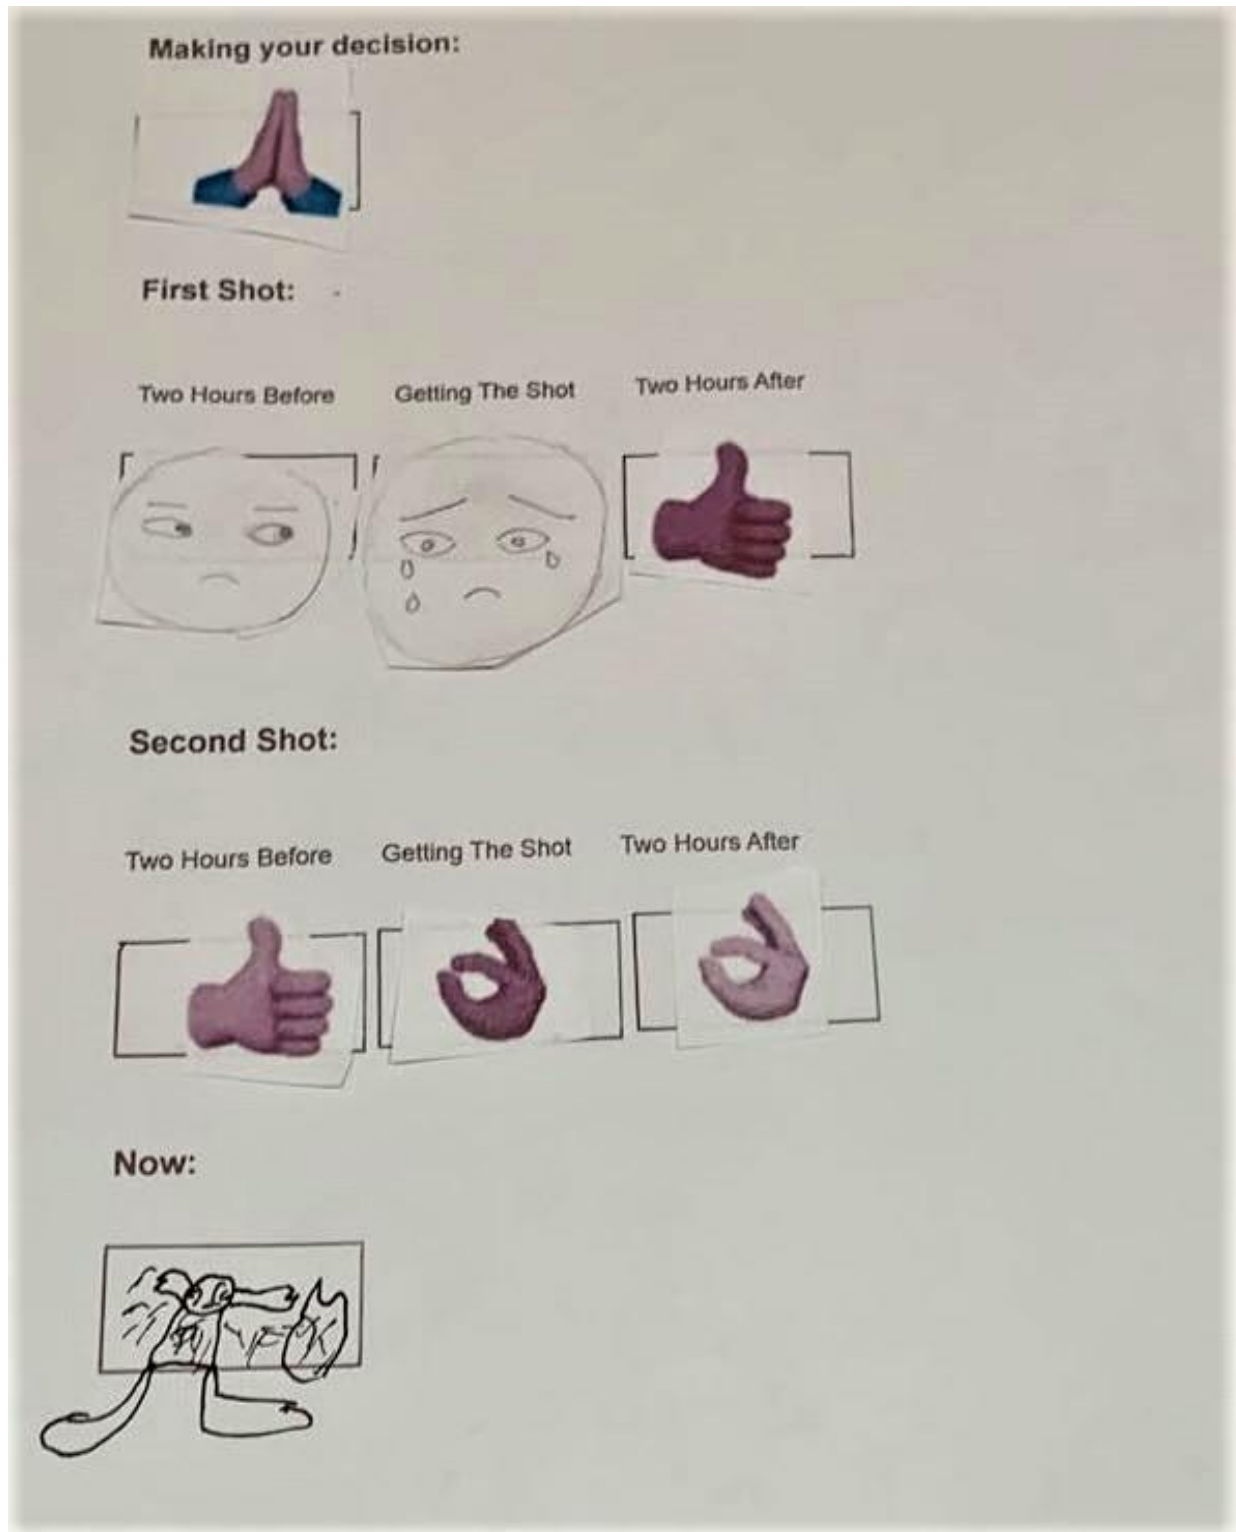 Making your decision:
First Shot:
Two Hours Before Getting The Shot Two Hours After
Second Shot:
Two Hours Before Getting The Shot Two Hours After
Now: